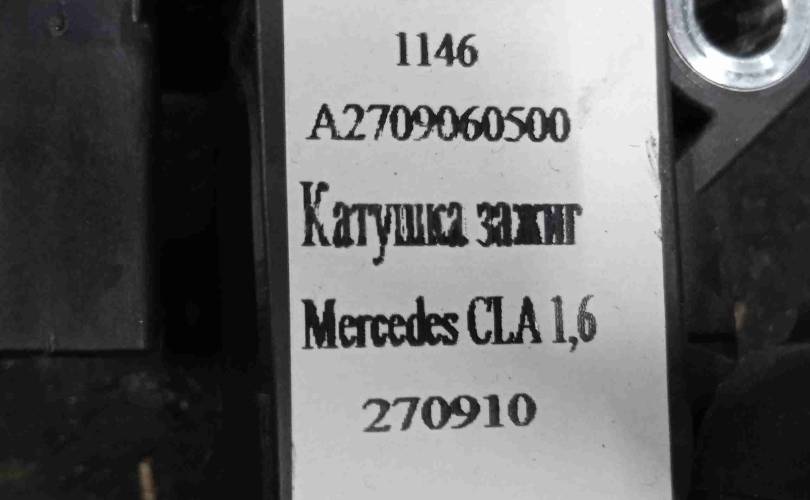 1146
A2709060500
Катушка зажиг
Mercedes CLA 1,6
270910